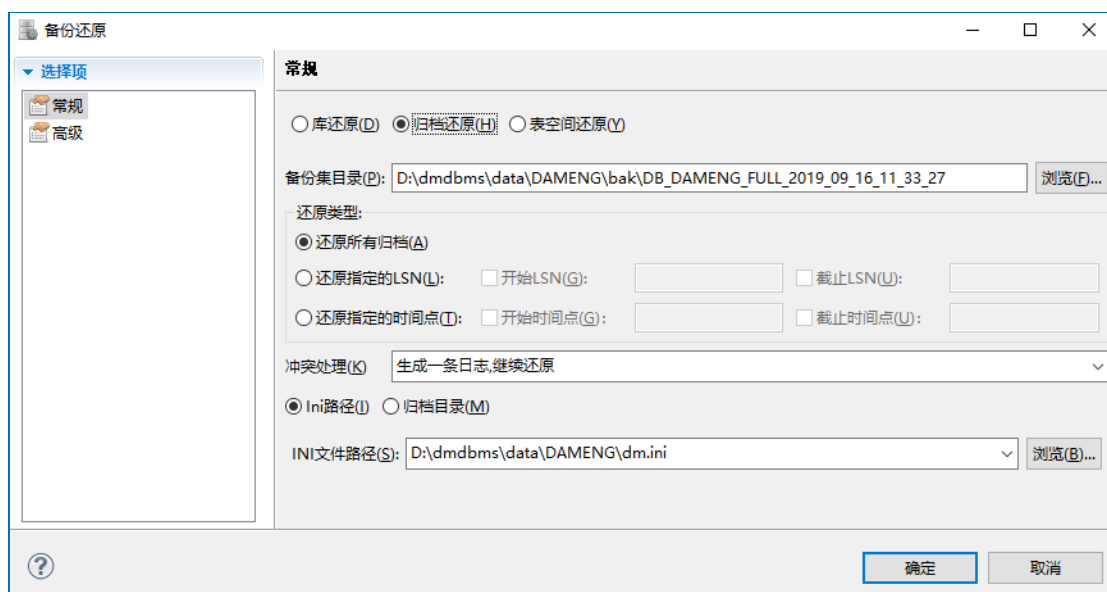 备份还原
选择项
常规
高级
常规
库还原(D) 归档还原(H) 表空间还原(Y)
备份集目录(P): D:\dmdbms\data\DAMENG\bak\DB_DAMENG_FULL_2019_09_16_11_33_27 浏览(F)...
还原类型:
还原所有归档(A)
还原指定的LSN(L): 开始LSN(G): 截止LSN(U):
还原指定的时间点(T): 开始时间点(G): 截止时间点(U):
冲突处理(K) 生成一条日志,继续还原
Ini路径(I) 归档目录(M)
INI文件路径(S): D:\dmdbms\data\DAMENG\dm.ini 浏览(B)...
? 确定 取消